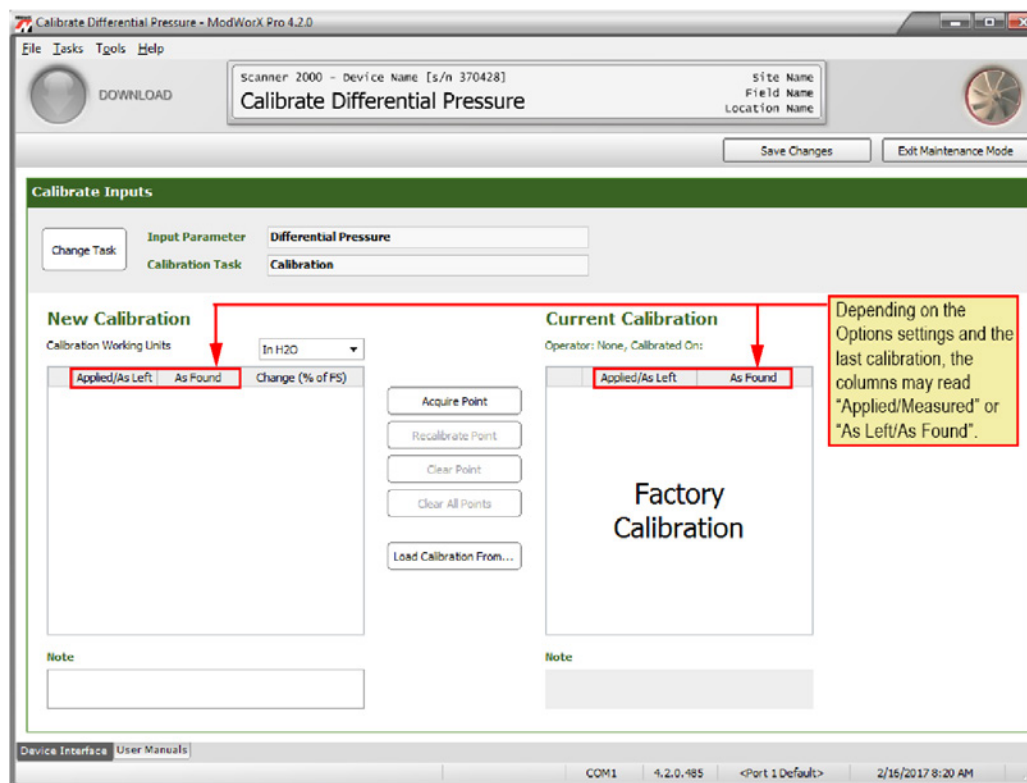 Calibrate Differential Pressure - ModWorX Pro 4.2.0
File Tasks Tools Help
DOWNLOAD
Scanner 2000 - Device Name [s/n 370428]
Calibrate Differential Pressure
Site Name
Field Name
Location Name
Save Changes
Exit Maintenance Mode
Calibrate Inputs
Change Task
Input Parameter
Differential Pressure
Calibration Task
Calibration
New Calibration
Calibration Working Units
In H2O
Applied/As Left As Found Change (% of FS)
Acquire Point
Recalibrate Point
Clear Point
Clear All Points
Load Calibration From...
Note
Current Calibration
Operator: None, Calibrated On:
Applied/As Left As Found
Factory
Calibration
Note
Depending on the
Options settings and the
last calibration, the
columns may read
“Applied/Measured” or
“As Left/As Found”.
Device Interface User Manuals
COM1 4.2.0.485 <Port 1 Default> 2/16/2017 8:20 AM